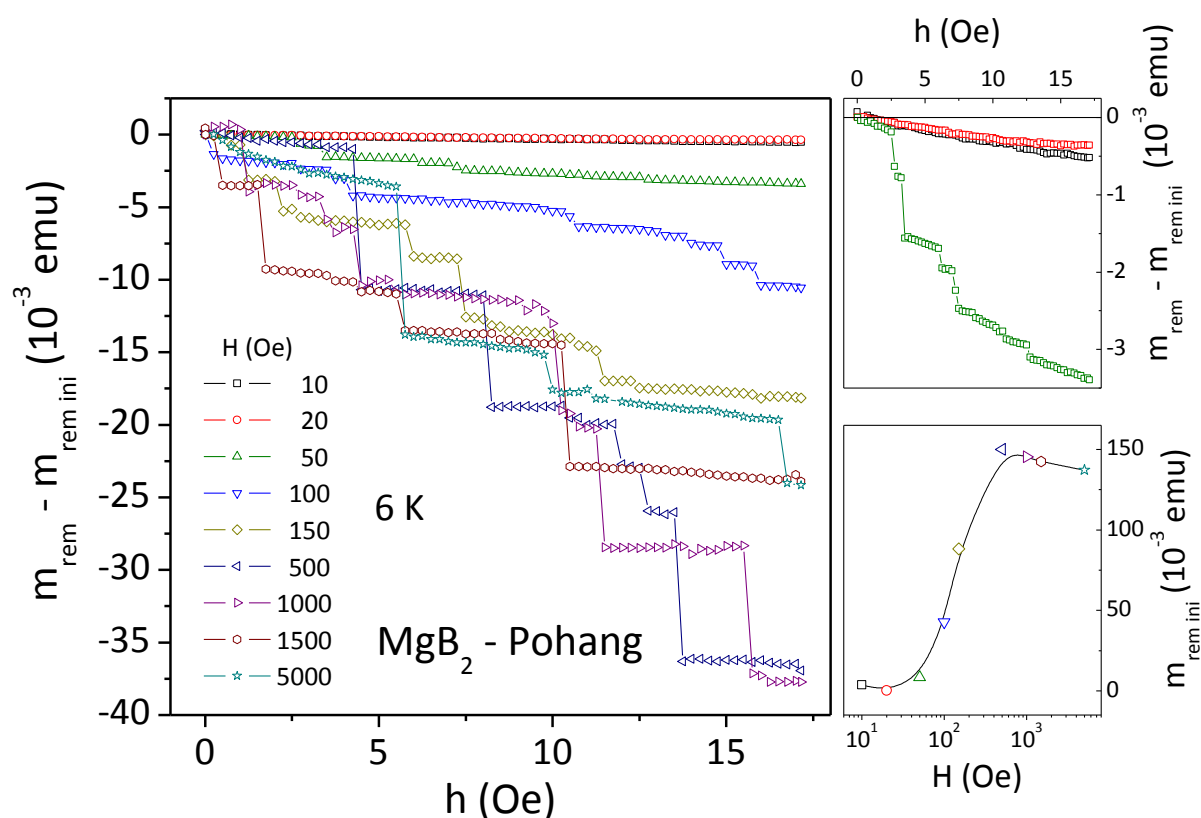 0
-5
-10
-15
-20
-25
-30
-35
-40
m_rem - m_rem ini (10^-3 emu)
0 5 10 15
h (Oe)
H (Oe)
10
20
50
100
150
500
1000
1500
5000
6 K
MgB_2 - Pohang
h (Oe)
0 5 10 15
0
-1
-2
-3
m_rem - m_rem ini (10^-3 emu)
150
100
50
0
m_rem ini (10^-3 emu)
10^1 10^2 10^3
H (Oe)